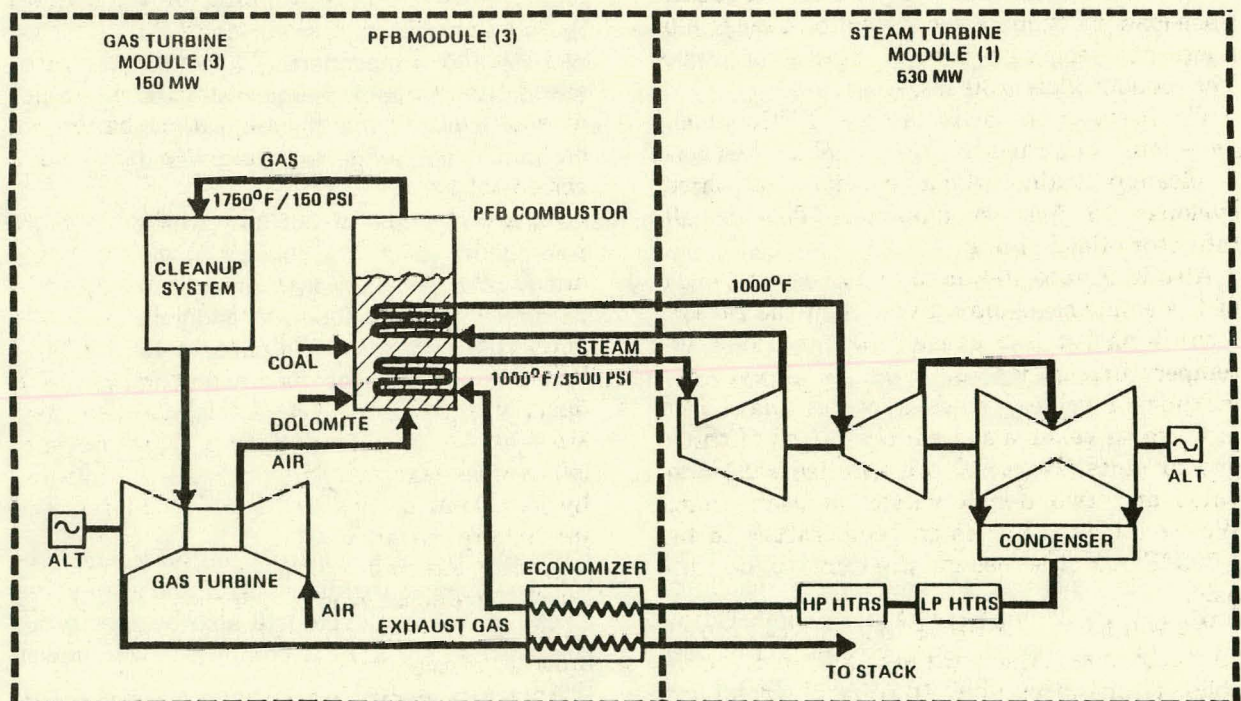 GAS TURBINE
MODULE (3)
150 MW
PFB MODULE (3)
STEAM TURBINE
MODULE (1)
530 MW
GAS
1760°F / 150 PSI
PFB COMBUSTOR
CLEANUP
SYSTEM
1000°F
COAL
STEAM
1000°F/3500 PSI
DOLOMITE
AIR
ALT
ALT
CONDENSER
GAS TURBINE
AIR
ECONOMIZER
HP HTRS
LP HTRS
EXHAUST GAS
TO STACK